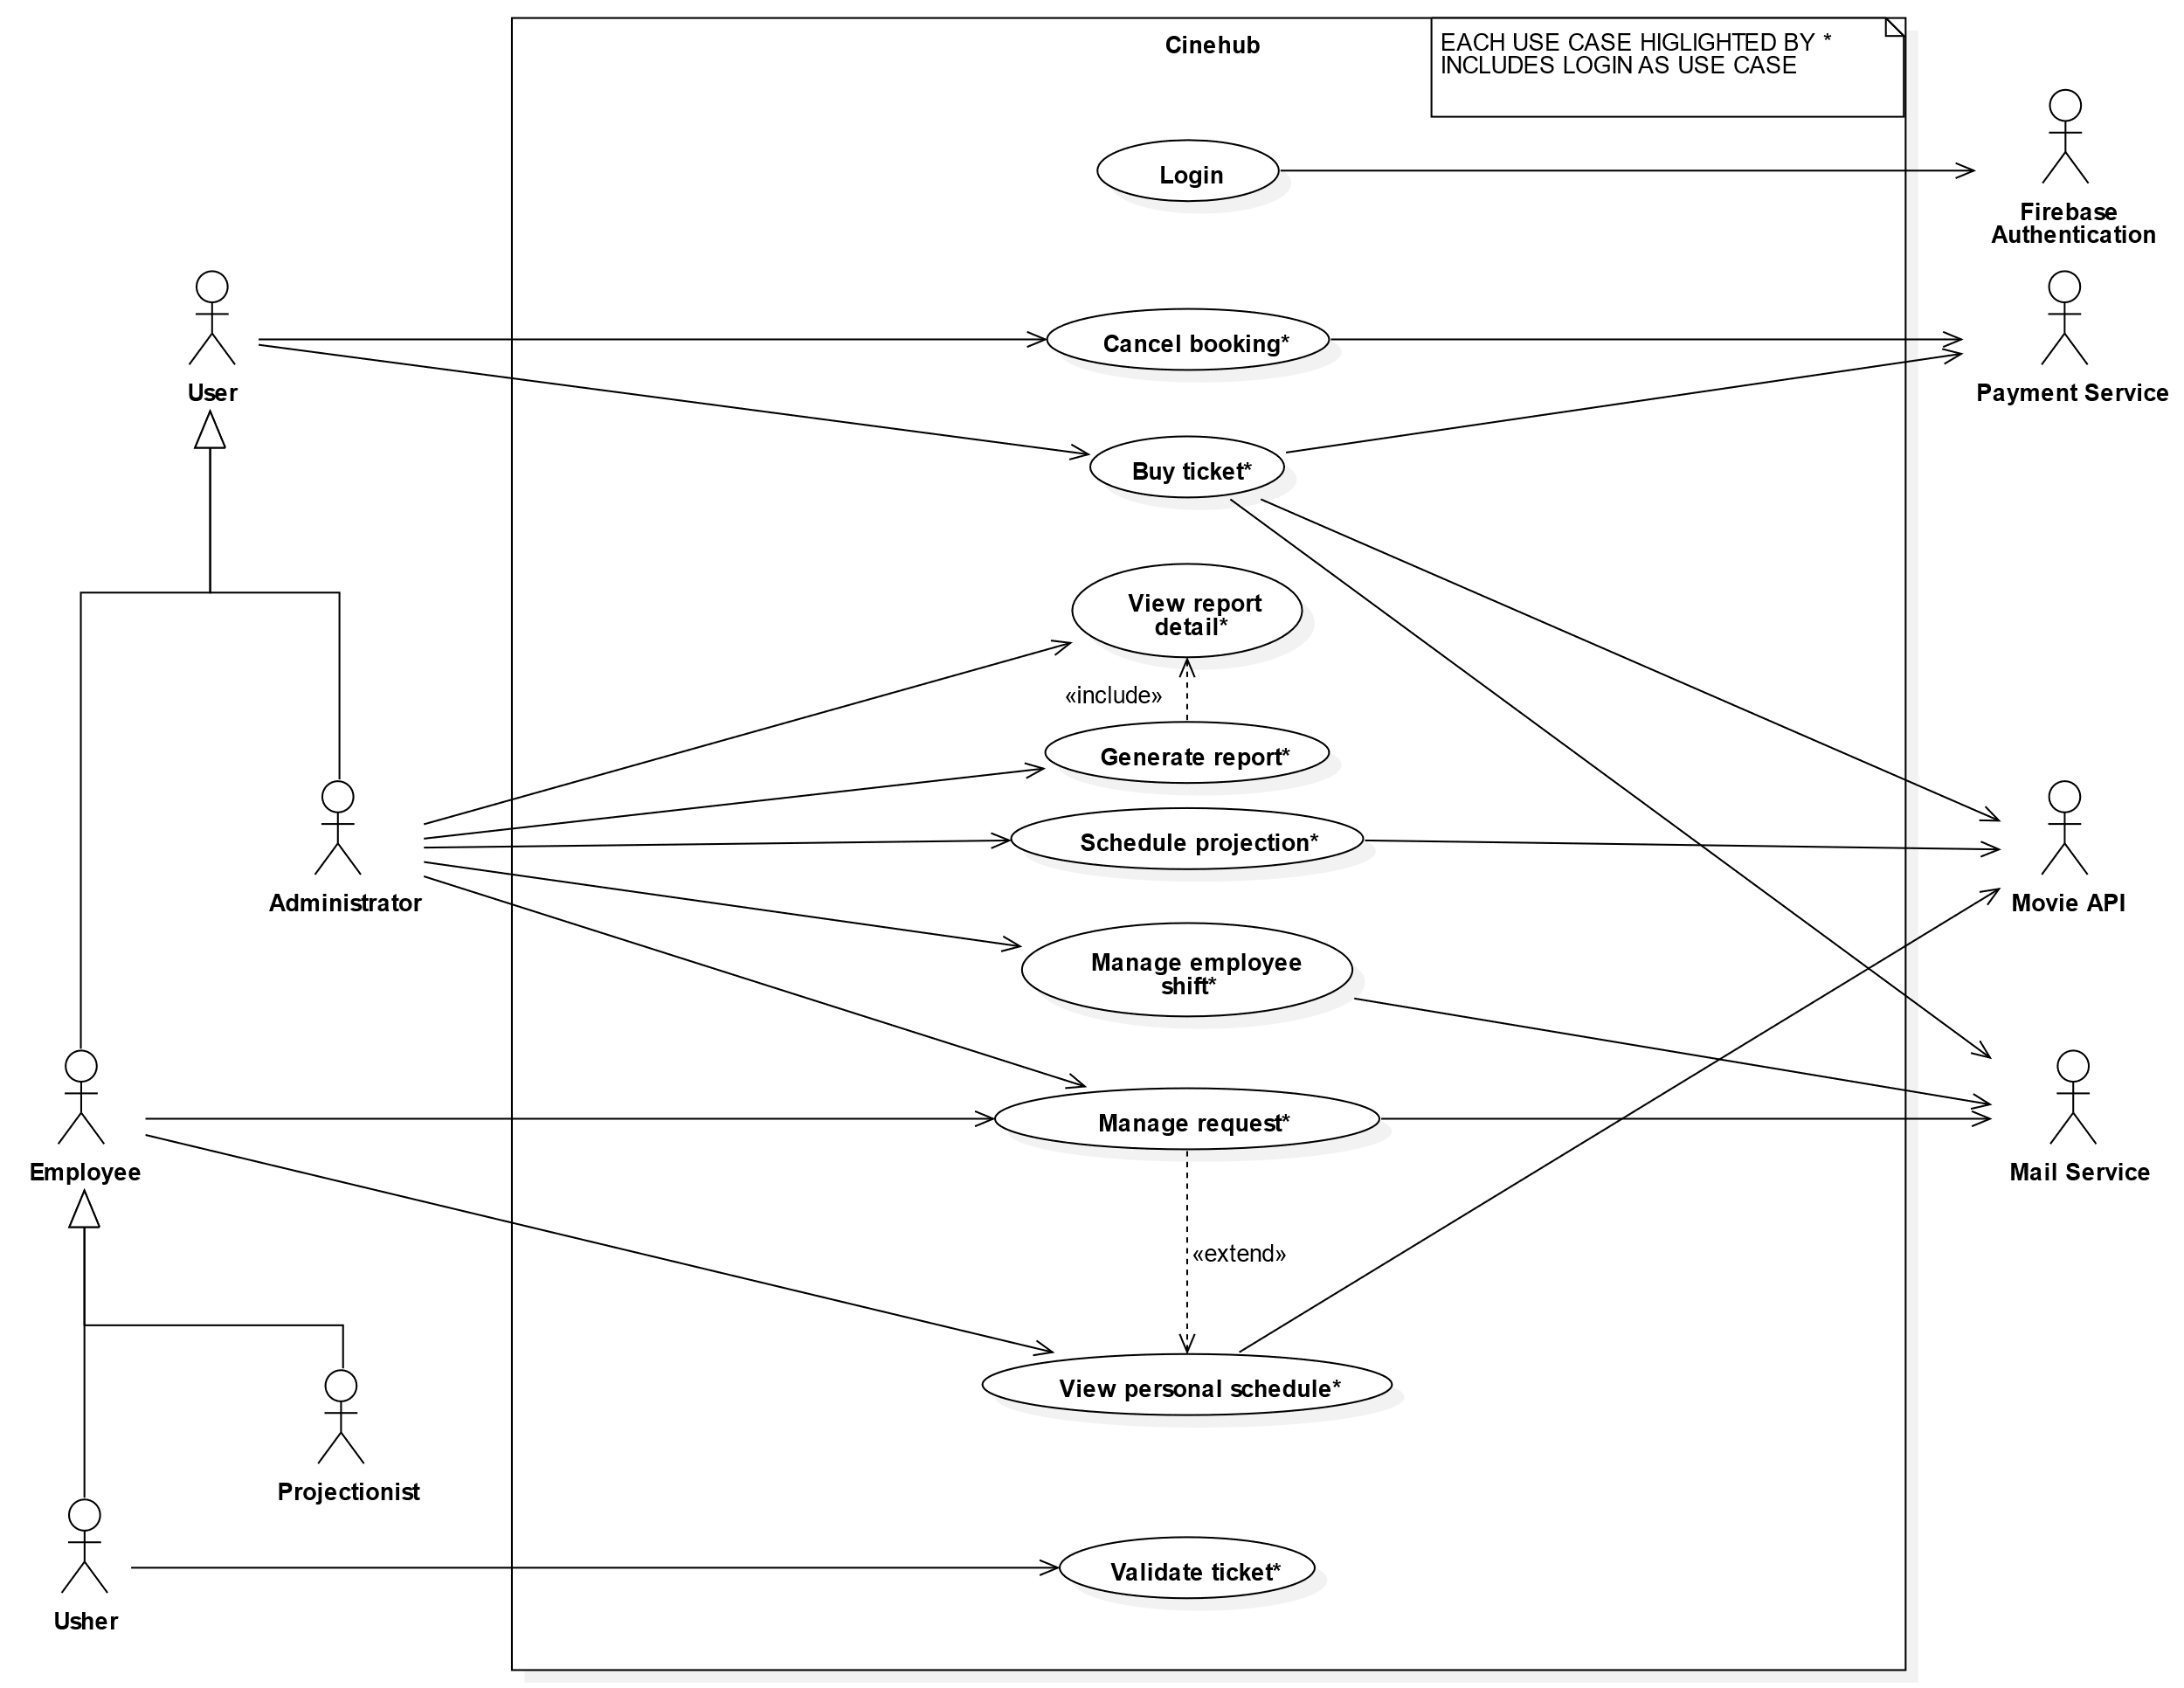 Cinehub
EACH USE CASE HIGLIGHTED BY *
INCLUDES LOGIN AS USE CASE
Login
Firebase
Authentication
User
Cancel booking*
Payment Service
Buy ticket*
View report
detail*
«include»
Generate report*
Administrator
Schedule projection*
Movie API
Manage employee
shift*
Employee
Manage request*
Mail Service
«extend»
View personal schedule*
Projectionist
Validate ticket*
Usher